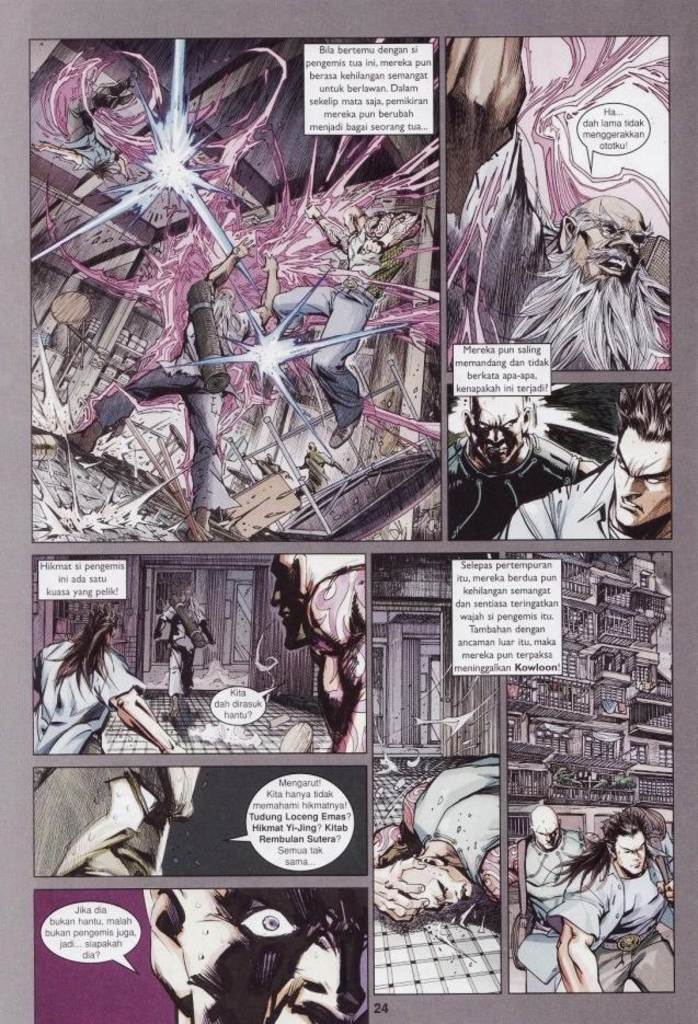 Bila bertemu dengan si
pengemis tua ini, mereka pun
berasa kehilangan semangat
untuk berlawan. Dalam
sekelip mata saja, pemikiran
mereka pun berubah
menjadi bagai seorang tua...
Ha...
dah lama tidak
menggerakkan
ototku!
Mereka pun saling
memandang dan tidak
berkata apa-apa,
kenapakah ini terjadi?
Hikmat si pengemis
ini ada satu
kuasa yang pelik!
Kita
dah dirasuk
hantu?
Selepas pertempuran
itu, mereka berdua pun
kehilangan semangat
dan sentiasa teringatkan
wajah si pengemis itu.
Tambahan dengan
ancaman luar itu, maka
mereka pun terpaksa
meninggalkan Kowloon!
Mengarut!
Kita hanya tidak
memahami hikmatnya!
Tudung Loceng Emas?
Hikmat Yi-Jing? Kitab
Rembulan Sutera?
Semua tak
sama...
Jika dia
bukan hantu, malah
bukan pengemis juga,
jadi... siapakah
dia?
24